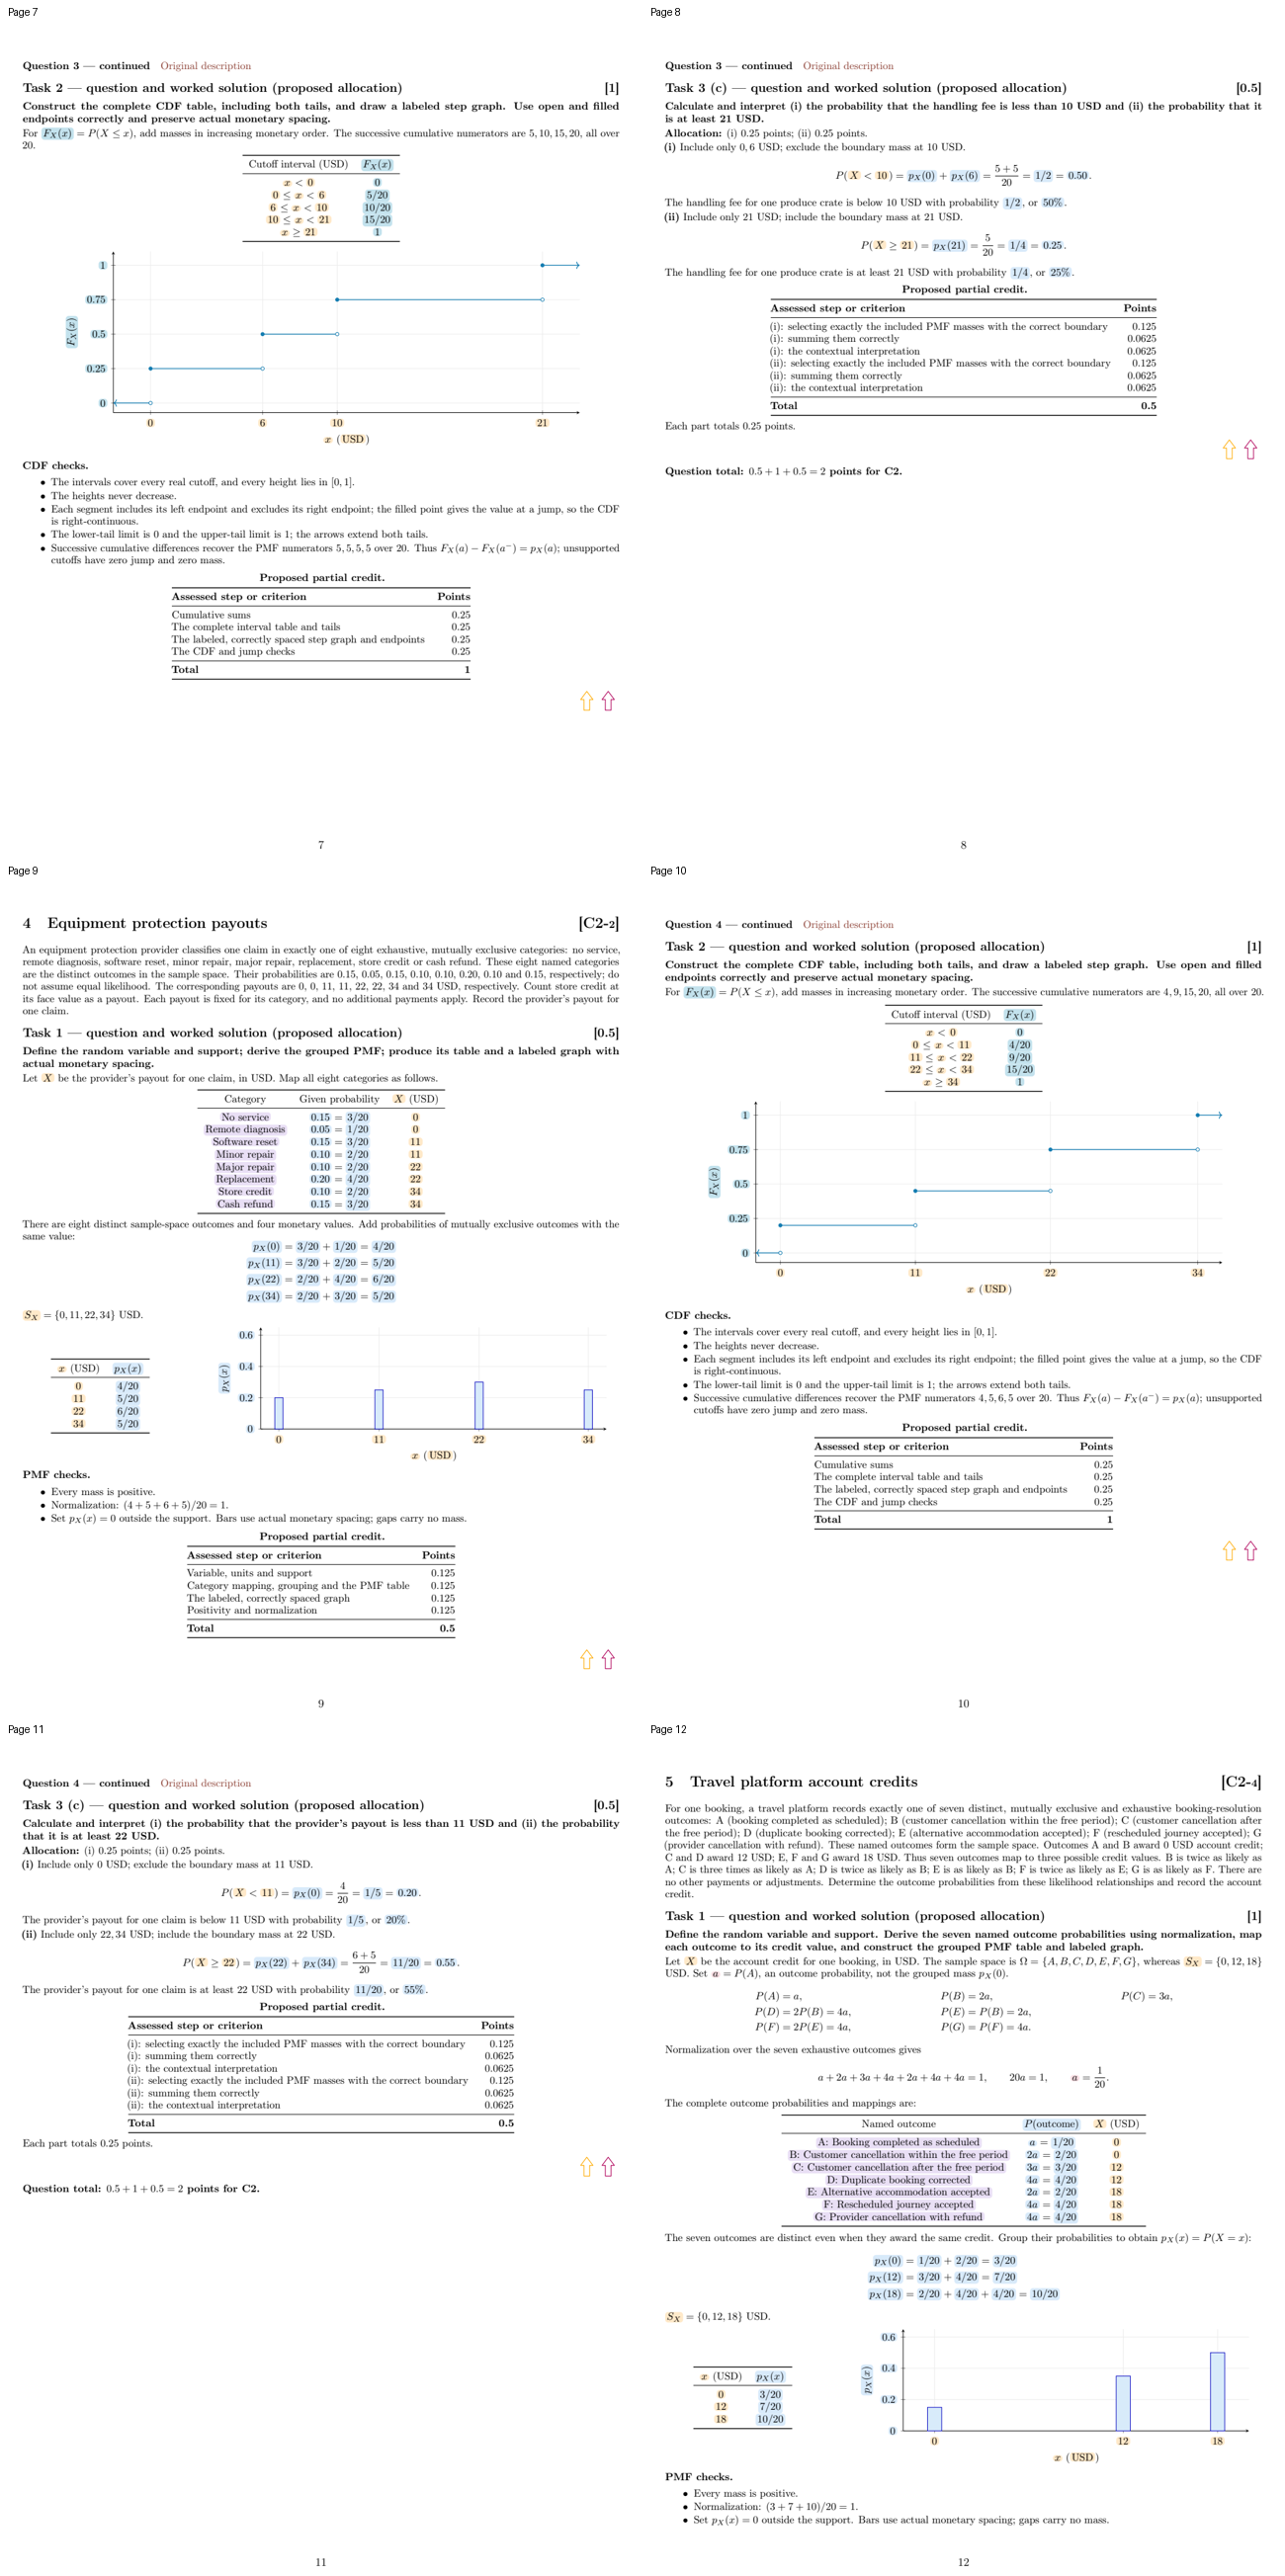 Page 7
Question 3 — continued Original description
Task 2 — question and worked solution (proposed allocation) [1]
Construct the complete CDF table, including both tails, and draw a labeled step graph. Use open and filled
endpoints correctly and preserve actual monetary spacing.
For F_X(x) = P(X ≤ x), add masses in increasing monetary order. The successive cumulative numerators are 5, 10, 15, 20, all over
20.
Cutoff interval (USD) F_X(x)
x < 0 0
0 ≤ x < 6 5/20
6 ≤ x < 10 10/20
10 ≤ x < 21 15/20
x ≥ 21 1
1
0.75
0.5
0.25
0
F_X(x)
0 6 10 21
x (USD)
CDF checks.
• The intervals cover every real cutoff, and every height lies in [0, 1].
• The heights never decrease.
• Each segment includes its left endpoint and excludes its right endpoint; the filled point gives the value at a jump, so the CDF
is right-continuous.
• The lower-tail limit is 0 and the upper-tail limit is 1; the arrows extend both tails.
• Successive cumulative differences recover the PMF numerators 5, 5, 5, 5 over 20. Thus F_X(a) − F_X(a⁻) = p_X(a); unsupported
cutoffs have zero jump and zero mass.
Proposed partial credit.
Assessed step or criterion Points
Cumulative sums 0.25
The complete interval table and tails 0.25
The labeled, correctly spaced step graph and endpoints 0.25
The CDF and jump checks 0.25
Total 1
7
Page 8
Question 3 — continued Original description
Task 3 (c) — question and worked solution (proposed allocation) [0.5]
Calculate and interpret (i) the probability that the handling fee is less than 10 USD and (ii) the probability that it
is at least 21 USD.
Allocation: (i) 0.25 points; (ii) 0.25 points.
(i) Include only 0, 6 USD; exclude the boundary mass at 10 USD.
P(X < 10) = p_X(0) + p_X(6) = (5 + 5)/20 = 1/2 = 0.50.
The handling fee for one produce crate is below 10 USD with probability 1/2, or 50%.
(ii) Include only 21 USD; include the boundary mass at 21 USD.
P(X ≥ 21) = p_X(21) = 5/20 = 1/4 = 0.25.
The handling fee for one produce crate is at least 21 USD with probability 1/4, or 25%.
Proposed partial credit.
Assessed step or criterion Points
(i): selecting exactly the included PMF masses with the correct boundary 0.125
(i): summing them correctly 0.0625
(i): the contextual interpretation 0.0625
(ii): selecting exactly the included PMF masses with the correct boundary 0.125
(ii): summing them correctly 0.0625
(ii): the contextual interpretation 0.0625
Total 0.5
Each part totals 0.25 points.
Question total: 0.5 + 1 + 0.5 = 2 points for C2.
8
Page 9
4 Equipment protection payouts [C2-2]
An equipment protection provider classifies one claim in exactly one of eight exhaustive, mutually exclusive categories: no service,
remote diagnosis, software reset, minor repair, major repair, replacement, store credit or cash refund. These eight named categories
are the distinct outcomes in the sample space. Their probabilities are 0.15, 0.05, 0.15, 0.10, 0.10, 0.20, 0.10 and 0.15, respectively; do
not assume equal likelihood. The corresponding payouts are 0, 0, 11, 11, 22, 22, 34 and 34 USD, respectively. Count store credit at
its face value as a payout. Each payout is fixed for its category, and no additional payments apply. Record the provider's payout for
one claim.
Task 1 — question and worked solution (proposed allocation) [0.5]
Define the random variable and support; derive the grouped PMF; produce its table and a labeled graph with
actual monetary spacing.
Let X be the provider's payout for one claim, in USD. Map all eight categories as follows.
Category Given probability X (USD)
No service 0.15 = 3/20 0
Remote diagnosis 0.05 = 1/20 0
Software reset 0.15 = 3/20 11
Minor repair 0.10 = 2/20 11
Major repair 0.10 = 2/20 22
Replacement 0.20 = 4/20 22
Store credit 0.10 = 2/20 34
Cash refund 0.15 = 3/20 34
There are eight distinct sample-space outcomes and four monetary values. Add probabilities of mutually exclusive outcomes with the
same value:
p_X(0) = 3/20 + 1/20 = 4/20
p_X(11) = 3/20 + 2/20 = 5/20
p_X(22) = 2/20 + 4/20 = 6/20
p_X(34) = 2/20 + 3/20 = 5/20
S_X = {0, 11, 22, 34} USD.
x (USD) p_X(x)
0 4/20
11 5/20
22 6/20
34 5/20
0.6
0.4
0.2
0
p_X(x)
0 11 22 34
x (USD)
PMF checks.
• Every mass is positive.
• Normalization: (4 + 5 + 6 + 5)/20 = 1.
• Set p_X(x) = 0 outside the support. Bars use actual monetary spacing; gaps carry no mass.
Proposed partial credit.
Assessed step or criterion Points
Variable, units and support 0.125
Category mapping, grouping and the PMF table 0.125
The labeled, correctly spaced graph 0.125
Positivity and normalization 0.125
Total 0.5
9
Page 10
Question 4 — continued Original description
Task 2 — question and worked solution (proposed allocation) [1]
Construct the complete CDF table, including both tails, and draw a labeled step graph. Use open and filled
endpoints correctly and preserve actual monetary spacing.
For F_X(x) = P(X ≤ x), add masses in increasing monetary order. The successive cumulative numerators are 4, 9, 15, 20, all over 20.
Cutoff interval (USD) F_X(x)
x < 0 0
0 ≤ x < 11 4/20
11 ≤ x < 22 9/20
22 ≤ x < 34 15/20
x ≥ 34 1
1
0.75
0.5
0.25
0
F_X(x)
0 11 22 34
x (USD)
CDF checks.
• The intervals cover every real cutoff, and every height lies in [0, 1].
• The heights never decrease.
• Each segment includes its left endpoint and excludes its right endpoint; the filled point gives the value at a jump, so the CDF
is right-continuous.
• The lower-tail limit is 0 and the upper-tail limit is 1; the arrows extend both tails.
• Successive cumulative differences recover the PMF numerators 4, 5, 6, 5 over 20. Thus F_X(a) − F_X(a⁻) = p_X(a); unsupported
cutoffs have zero jump and zero mass.
Proposed partial credit.
Assessed step or criterion Points
Cumulative sums 0.25
The complete interval table and tails 0.25
The labeled, correctly spaced step graph and endpoints 0.25
The CDF and jump checks 0.25
Total 1
10
Page 11
Question 4 — continued Original description
Task 3 (c) — question and worked solution (proposed allocation) [0.5]
Calculate and interpret (i) the probability that the provider's payout is less than 11 USD and (ii) the probability
that it is at least 22 USD.
Allocation: (i) 0.25 points; (ii) 0.25 points.
(i) Include only 0 USD; exclude the boundary mass at 11 USD.
P(X < 11) = p_X(0) = 4/20 = 1/5 = 0.20.
The provider's payout for one claim is below 11 USD with probability 1/5, or 20%.
(ii) Include only 22, 34 USD; include the boundary mass at 22 USD.
P(X ≥ 22) = p_X(22) + p_X(34) = (6 + 5)/20 = 11/20 = 0.55.
The provider's payout for one claim is at least 22 USD with probability 11/20, or 55%.
Proposed partial credit.
Assessed step or criterion Points
(i): selecting exactly the included PMF masses with the correct boundary 0.125
(i): summing them correctly 0.0625
(i): the contextual interpretation 0.0625
(ii): selecting exactly the included PMF masses with the correct boundary 0.125
(ii): summing them correctly 0.0625
(ii): the contextual interpretation 0.0625
Total 0.5
Each part totals 0.25 points.
Question total: 0.5 + 1 + 0.5 = 2 points for C2.
11
Page 12
5 Travel platform account credits [C2-4]
For one booking, a travel platform records exactly one of seven distinct, mutually exclusive and exhaustive booking-resolution
outcomes: A (booking completed as scheduled); B (customer cancellation within the free period); C (customer cancellation after
the free period); D (duplicate booking corrected); E (alternative accommodation accepted); F (rescheduled journey accepted); G
(provider cancellation with refund). These named outcomes form the sample space. Outcomes A and B award 0 USD account credit;
C and D award 12 USD; E, F and G award 18 USD. Thus seven outcomes map to three possible credit values. B is twice as likely as
A; C is three times as likely as A; D is twice as likely as B; E is as likely as B; F is twice as likely as E; G is as likely as F. There are
no other payments or adjustments. Determine the outcome probabilities from these likelihood relationships and record the account
credit.
Task 1 — question and worked solution (proposed allocation) [1]
Define the random variable and support. Derive the seven named outcome probabilities using normalization, map
each outcome to its credit value, and construct the grouped PMF table and labeled graph.
Let X be the account credit for one booking, in USD. The sample space is Ω = {A, B, C, D, E, F, G}, whereas S_X = {0, 12, 18}
USD. Set a = P(A), an outcome probability, not the grouped mass p_X(0).
P(A) = a, P(B) = 2a, P(C) = 3a,
P(D) = 2P(B) = 4a, P(E) = P(B) = 2a,
P(F) = 2P(E) = 4a, P(G) = P(F) = 4a.
Normalization over the seven exhaustive outcomes gives
a + 2a + 3a + 4a + 2a + 4a + 4a = 1, 20a = 1, a = 1/20.
The complete outcome probabilities and mappings are:
Named outcome P(outcome) X (USD)
A: Booking completed as scheduled a = 1/20 0
B: Customer cancellation within the free period 2a = 2/20 0
C: Customer cancellation after the free period 3a = 3/20 12
D: Duplicate booking corrected 4a = 4/20 12
E: Alternative accommodation accepted 2a = 2/20 18
F: Rescheduled journey accepted 4a = 4/20 18
G: Provider cancellation with refund 4a = 4/20 18
The seven outcomes are distinct even when they award the same credit. Group their probabilities to obtain p_X(x) = P(X = x):
p_X(0) = 1/20 + 2/20 = 3/20
p_X(12) = 3/20 + 4/20 = 7/20
p_X(18) = 2/20 + 4/20 + 4/20 = 10/20
S_X = {0, 12, 18} USD.
x (USD) p_X(x)
0 3/20
12 7/20
18 10/20
0.6
0.4
0.2
0
p_X(x)
0 12 18
x (USD)
PMF checks.
• Every mass is positive.
• Normalization: (3 + 7 + 10)/20 = 1.
• Set p_X(x) = 0 outside the support. Bars use actual monetary spacing; gaps carry no mass.
12